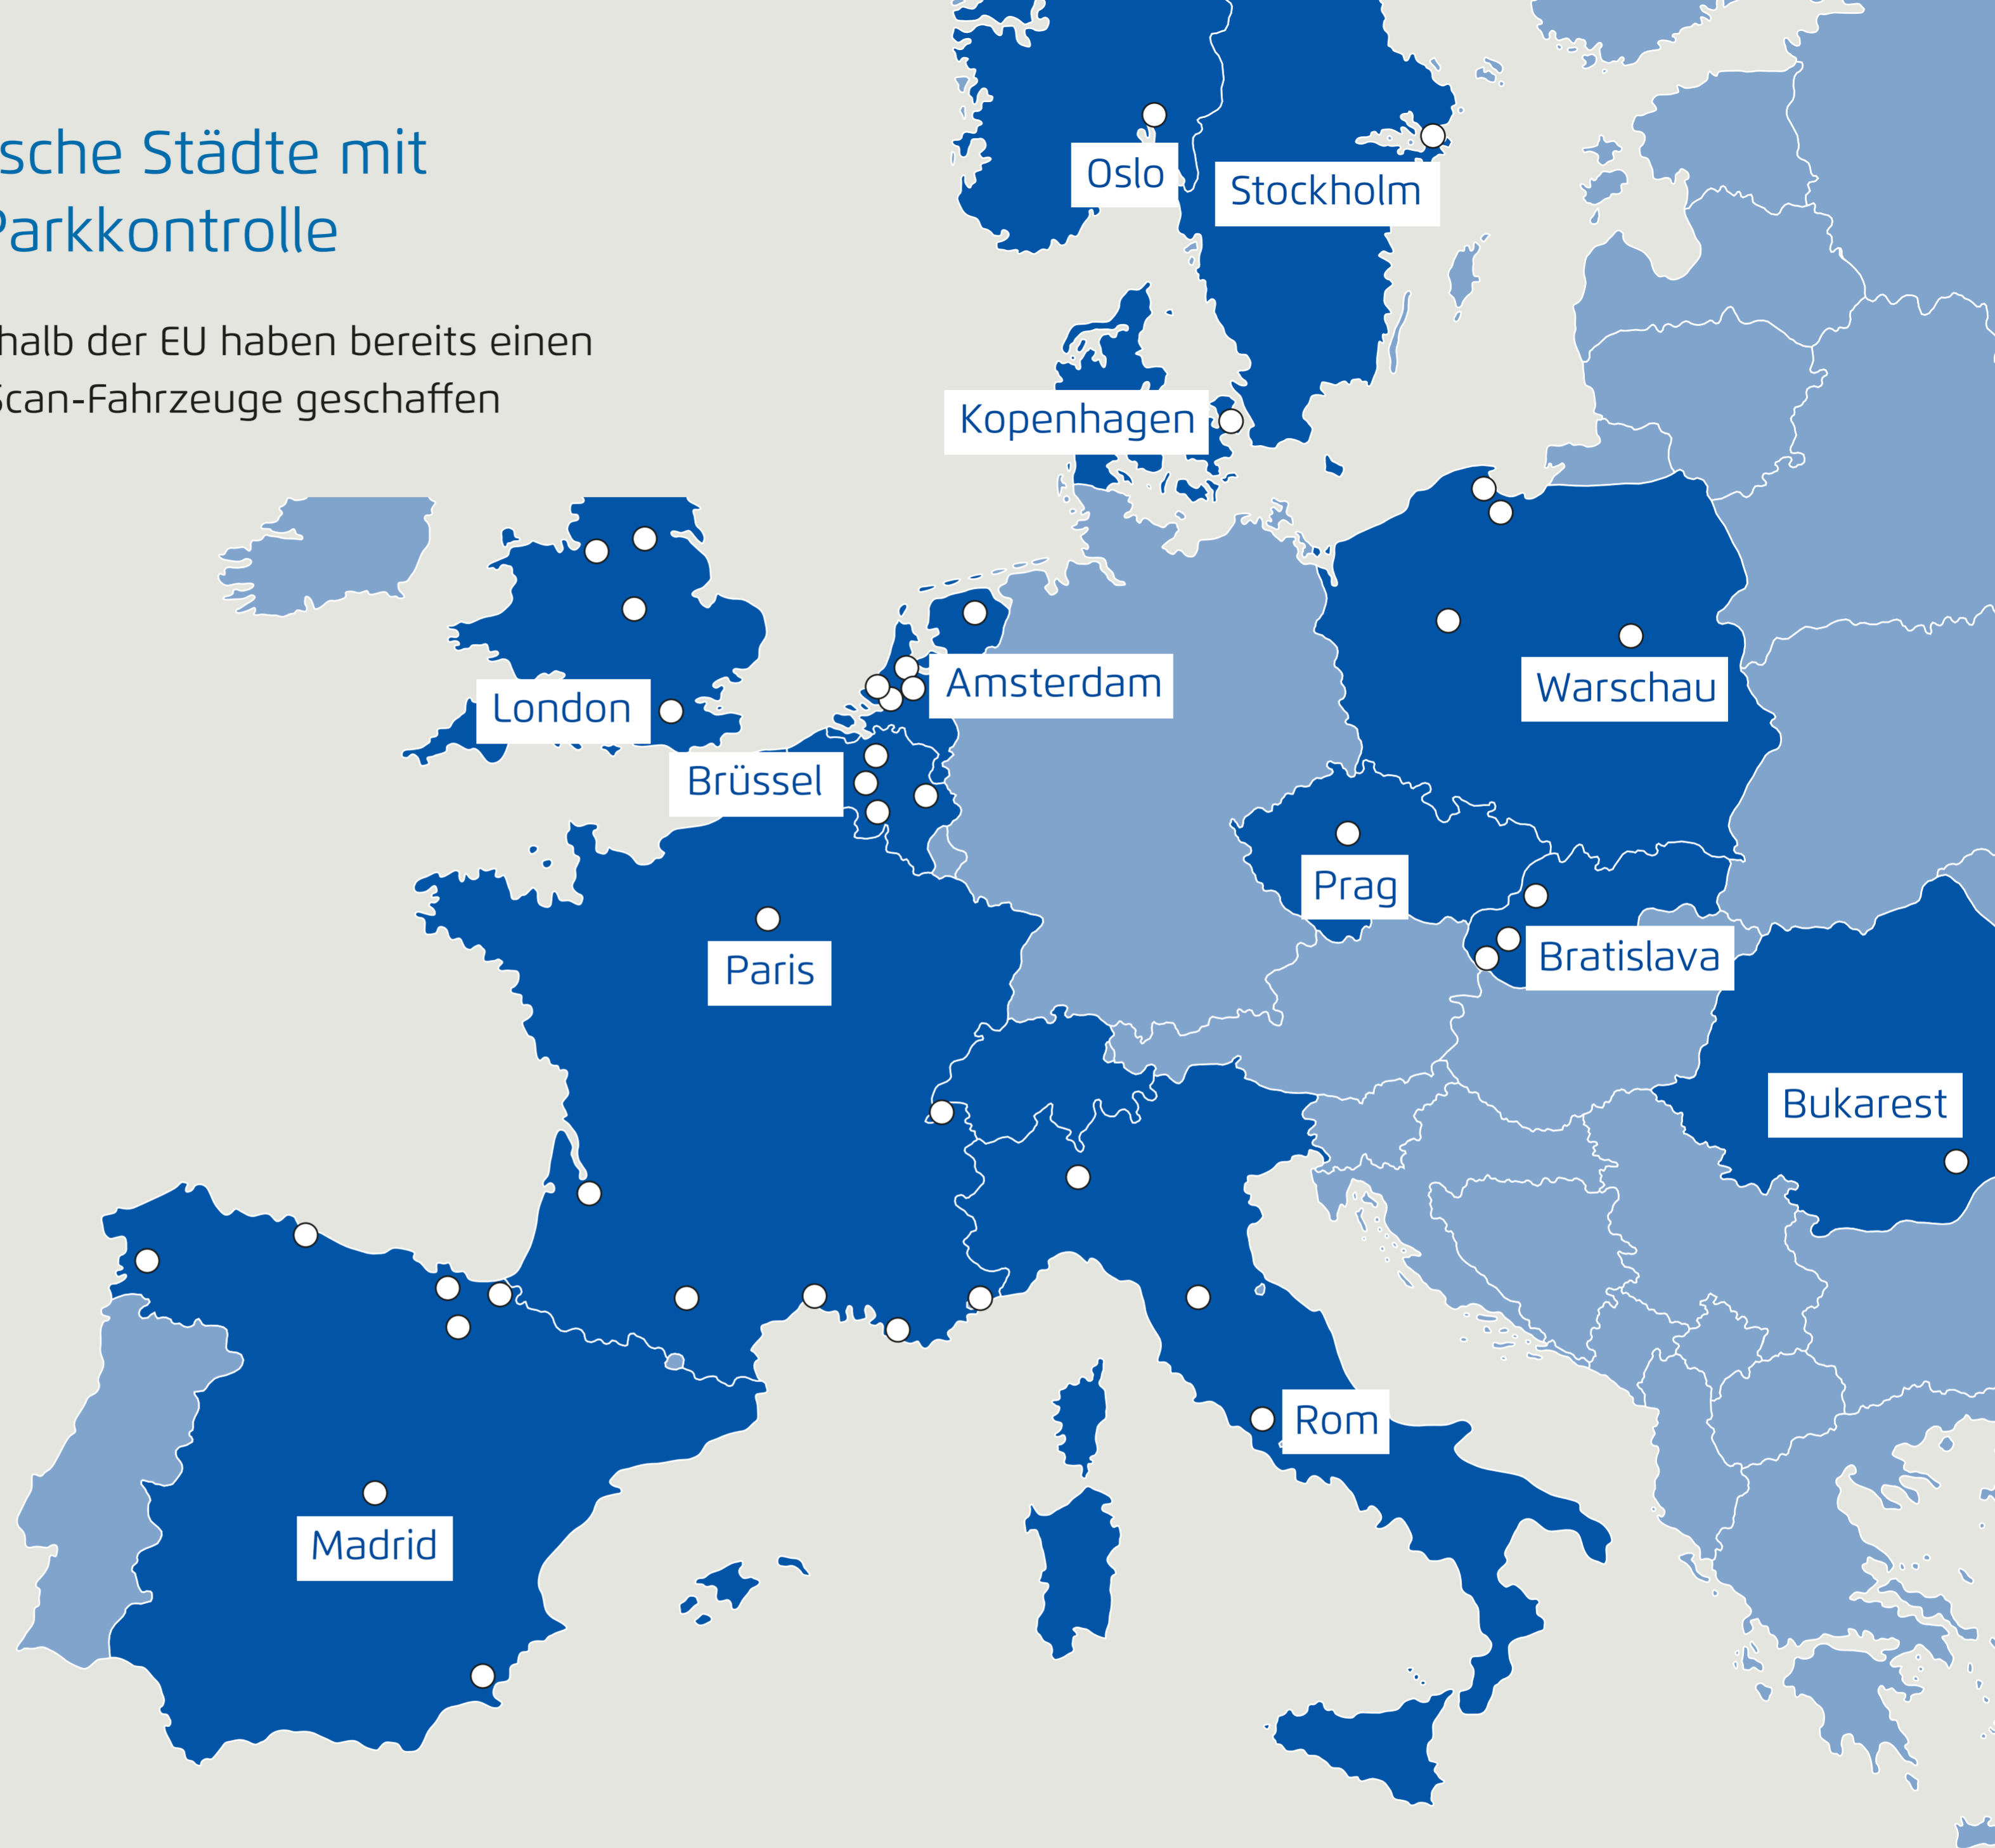 sche Städte mit
Parkkontrolle
halb der EU haben bereits einen
Scan-Fahrzeuge geschaffen
Oslo
Stockholm
Kopenhagen
Amsterdam
Warschau
London
Brüssel
Prag
Bratislava
Paris
Bukarest
Rom
Madrid